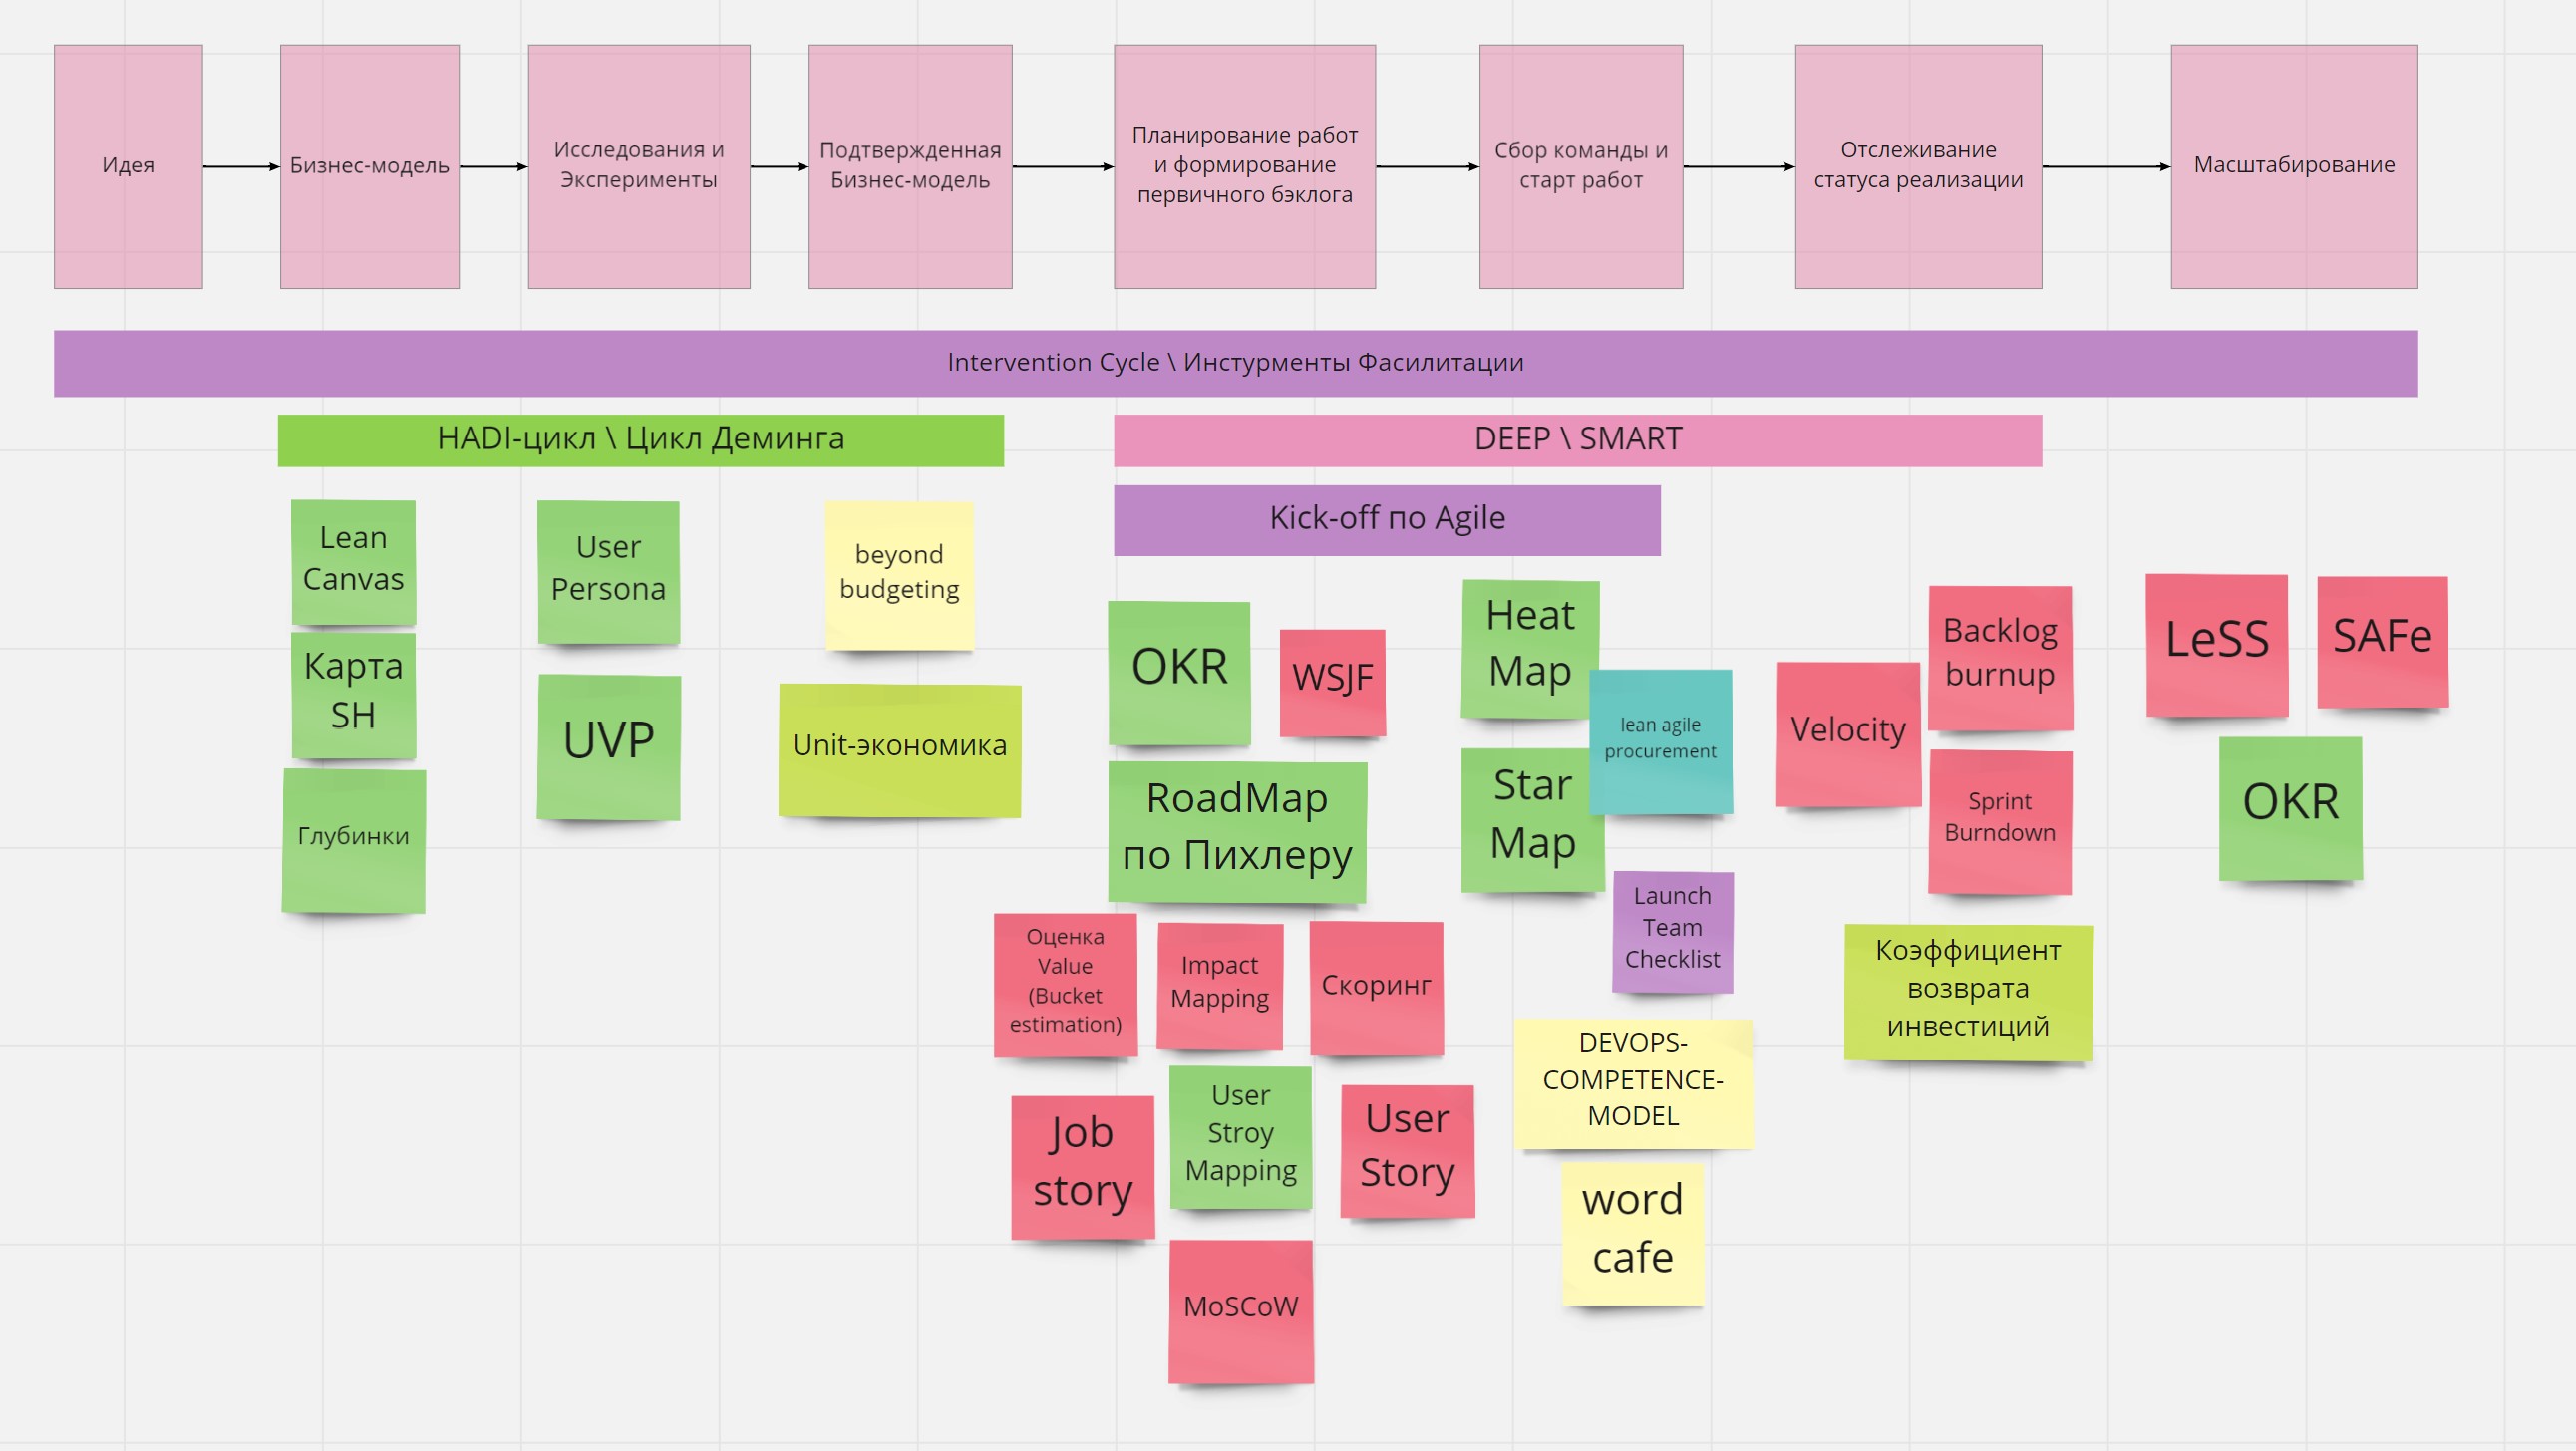 Идея
Бизнес-модель
Исследования и
Эксперименты
Подтвержденная
Бизнес-модель
Планирование работ
и формирование
первичного бэклога
Сбор команды и
старт работ
Отслеживание
статуса реализации
Масштабирование
Intervention Cycle \ Инстурменты Фасилитации
HADI-цикл \ Цикл Деминга
DEEP \ SMART
Kick-off по Agile
Lean
Canvas
Карта
SH
Глубинки
User
Persona
UVP
beyond
budgeting
Unit-экономика
OKR
WSJF
RoadMap
по Пихлеру
Оценка
Value
(Bucket
estimation)
Impact
Mapping
Скоринг
Job
story
User
Stroy
Mapping
User
Story
MoSCoW
Heat
Map
lean agile
procurement
Star
Map
Launch
Team
Checklist
DEVOPS-
COMPETENCE-
MODEL
word
cafe
Velocity
Backlog
burnup
Sprint
Burndown
Коэффициент
возврата
инвестиций
LeSS
SAFe
OKR